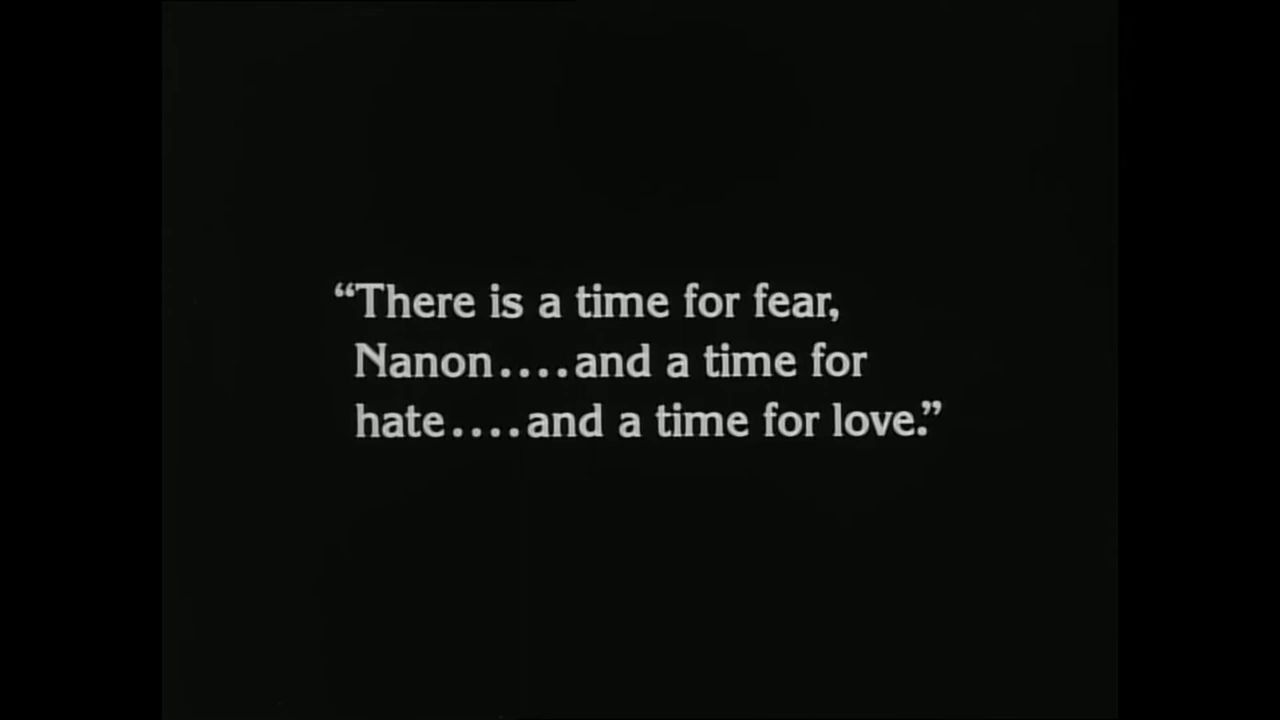 “There is a time for fear,
Nanon....and a time for
hate....and a time for love.”